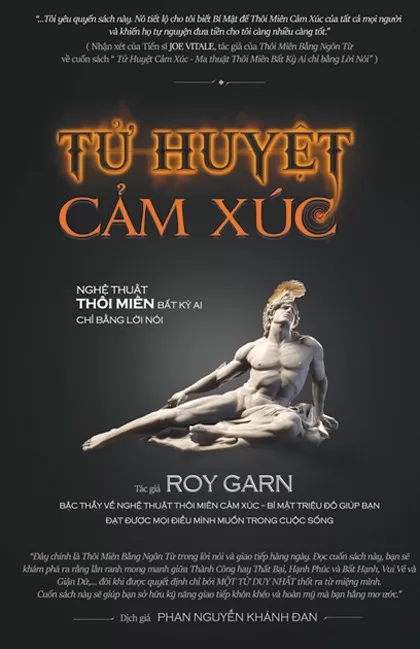 “...Tôi yêu quyển sách này. Nó tiết lộ cho tôi biết Bí Mật để Thôi Miên Cảm Xúc của tất cả mọi người
và khiến họ tự nguyện đưa tiền cho tôi càng nhiều càng tốt.”
( Nhận xét của Tiến sĩ JOE VITALE, tác giả của Thôi Miên Bằng Ngôn Từ
về cuốn sách “ Tử Huyệt Cảm Xúc - Ma thuật Thôi Miên Bất Kỳ Ai chỉ bằng Lời Nói” )
TỬ HUYỆT
CẢM XÚC
NGHỆ THUẬT
THÔI MIÊN BẤT KỲ AI
CHỈ BẰNG LỜI NÓI
Tác giả ROY GARN
BẬC THẦY VỀ NGHỆ THUẬT THÔI MIÊN CẢM XÚC – BÍ MẬT TRIỆU ĐÔ GIÚP BẠN
ĐẠT ĐƯỢC MỌI ĐIỀU MÌNH MUỐN TRONG CUỘC SỐNG
“Đây chính là Thôi Miên Bằng Ngôn Từ trong lời nói và giao tiếp hàng ngày. Đọc cuốn sách này, bạn sẽ
khám phá ra rằng lằn ranh mong manh giữa Thành Công hay Thất Bại, Hạnh Phúc và Bất Hạnh, Vui Vẻ và
Giận Dữ,... đôi khi được quyết định chỉ bởi MỘT TƯ DUY NHẤT thốt ra từ miệng mình.
Cuốn sách này sẽ giúp bạn sở hữu kỹ năng giao tiếp khôn khéo và hoàn mỹ mà bạn hằng mơ ước.”
Dịch giả PHAN NGUYỄN KHÁNH ĐAN